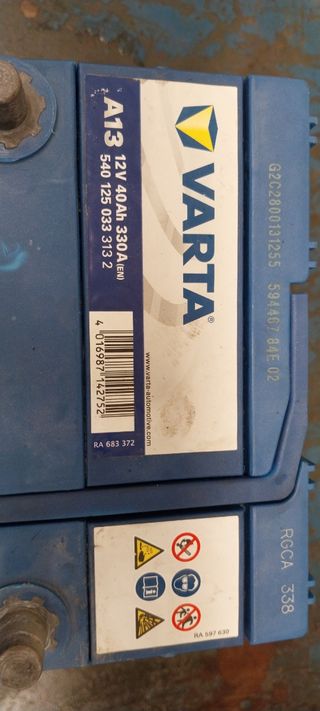 VARTA®
A13 12V 40Ah 330A(EN)
540 125 033 313 2
4 016987 142752
www.varta-automotive.com
RA 683 372
G2C2800131255 594467 84E 02
RA 597 630
RGCA 338